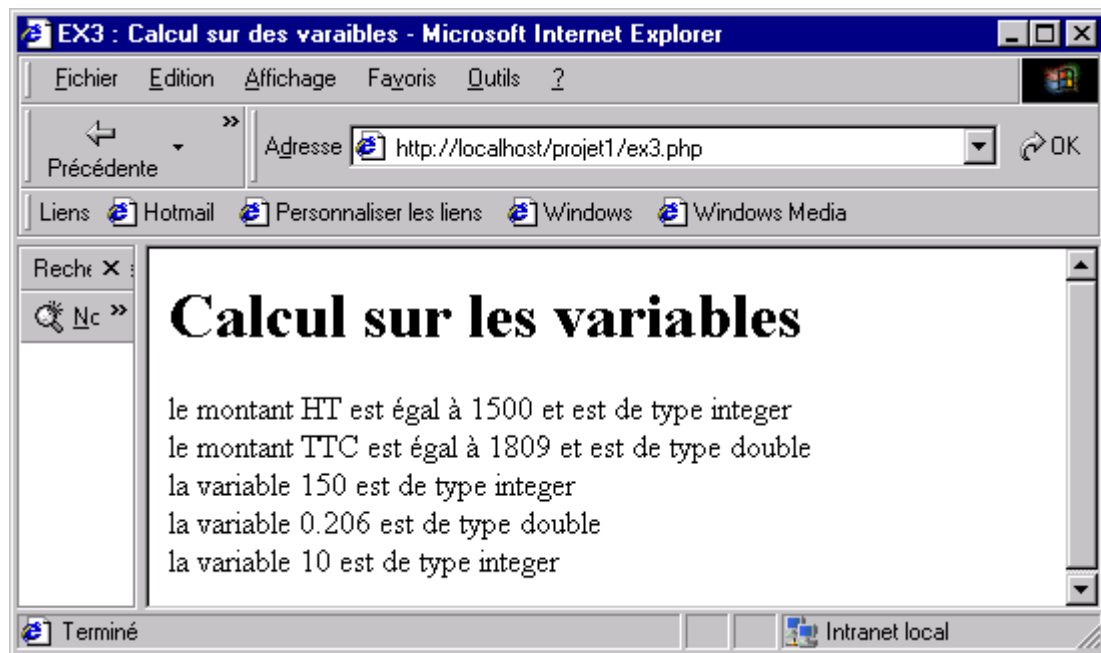 EX3 : Calcul sur des varaibles - Microsoft Internet Explorer
Fichier Edition Affichage Favoris Outils ?
Précédente » Adresse http://localhost/projet1/ex3.php OK
Liens Hotmail Personnaliser les liens Windows Windows Media
Reche
Nc »
Calcul sur les variables
le montant HT est égal à 1500 et est de type integer
le montant TTC est égal à 1809 et est de type double
la variable 150 est de type integer
la variable 0.206 est de type double
la variable 10 est de type integer
Terminé Intranet local